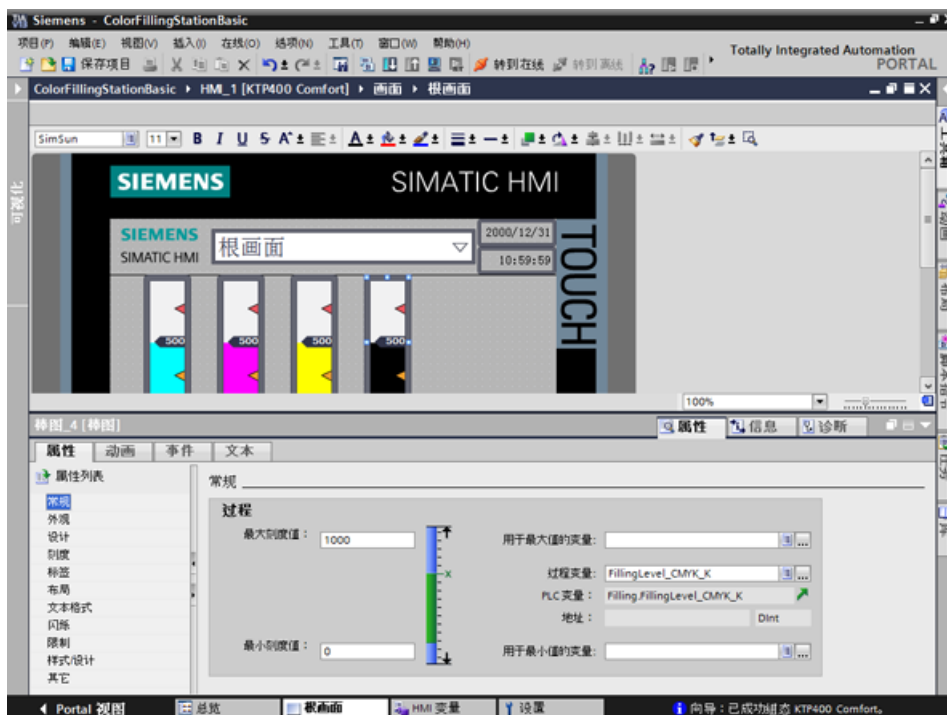 Siemens - ColorFillingStationBasic
项目(P) 编辑(E) 视图(V) 插入(I) 在线(O) 选项(N) 工具(T) 窗口(W) 帮助(H)
Totally Integrated Automation
PORTAL
保存项目 转到在线 转到离线
ColorFillingStationBasic ▸ HMI_1 [KTP400 Comfort] ▸ 画面 ▸ 根画面
SimSun 11 B I U S A A
SIEMENS SIMATIC HMI
SIEMENS
SIMATIC HMI
根画面
2000/12/31
10:59:59
TOUCH
500 500 500 500
100%
棒图_4 [棒图]
属性 信息 诊断
属性 动画 事件 文本
属性列表
常规
外观
设计
刻度
标签
布局
文本格式
闪烁
限制
样式/设计
其它
常规
过程
最大刻度值： 1000 用于最大值的变量:
x
过程变量: FillingLevel_CMYK_K
PLC 变量： Filling.FillingLevel_CMYK_K
地址： DInt
最小刻度值： 0 用于最小值的变量:
Portal 视图 总览 根画面 HMI 变量 设置 向导：已成功组态 KTP400 Comfort。